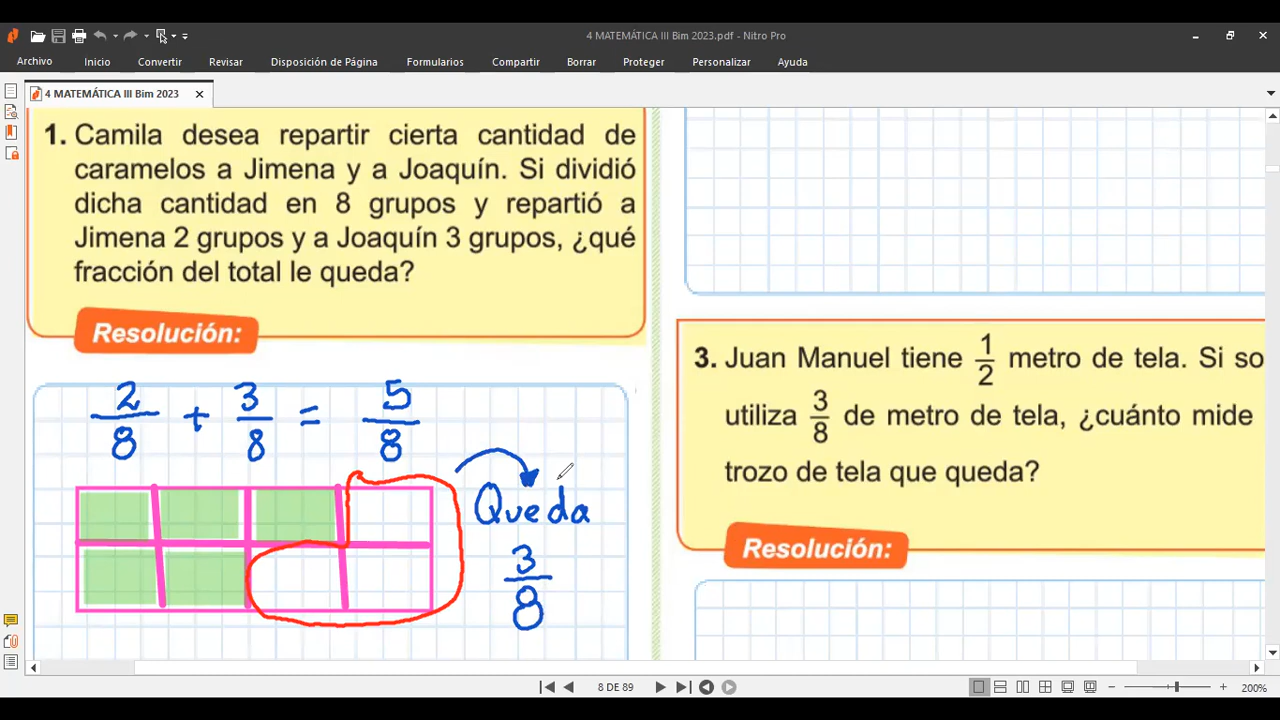 4 MATEMÁTICA III Bim 2023.pdf - Nitro Pro
Archivo Inicio Convertir Revisar Disposición de Página Formularios Compartir Borrar Proteger Personalizar Ayuda
4 MATEMÁTICA III Bim 2023
1. Camila desea repartir cierta cantidad de
caramelos a Jimena y a Joaquín. Si dividió
dicha cantidad en 8 grupos y repartió a
Jimena 2 grupos y a Joaquín 3 grupos, ¿qué
fracción del total le queda?
Resolución:
2/8 + 3/8 = 5/8
Queda
3/8
3. Juan Manuel tiene 1/2 metro de tela. Si so
utiliza 3/8 de metro de tela, ¿cuánto mide
trozo de tela que queda?
Resolución:
8 DE 89
200%